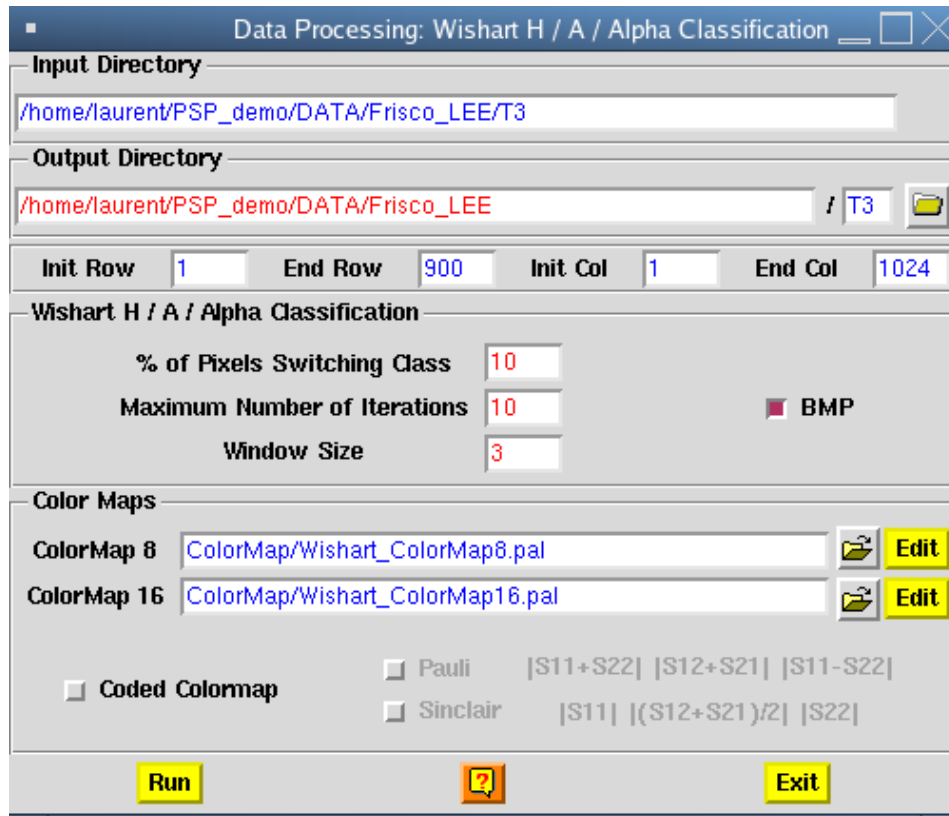 Data Processing: Wishart H / A / Alpha Classification
Input Directory
/home/laurent/PSP_demo/DATA/Frisco_LEE/T3
Output Directory
/home/laurent/PSP_demo/DATA/Frisco_LEE / T3
Init Row 1 End Row 900 Init Col 1 End Col 1024
Wishart H / A / Alpha Classification
% of Pixels Switching Class 10
Maximum Number of Iterations 10 BMP
Window Size 3
Color Maps
ColorMap 8 ColorMap/Wishart_ColorMap8.pal Edit
ColorMap 16 ColorMap/Wishart_ColorMap16.pal Edit
Pauli |S11+S22| |S12+S21| |S11-S22|
Coded Colormap
Sinclair |S11| |(S12+S21)/2| |S22|
Run ? Exit